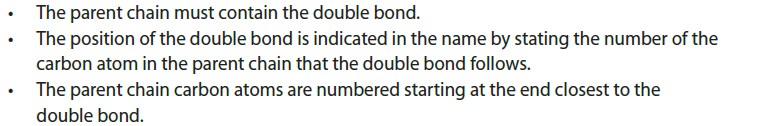 • The parent chain must contain the double bond.
• The position of the double bond is indicated in the name by stating the number of the
carbon atom in the parent chain that the double bond follows.
• The parent chain carbon atoms are numbered starting at the end closest to the
double bond.